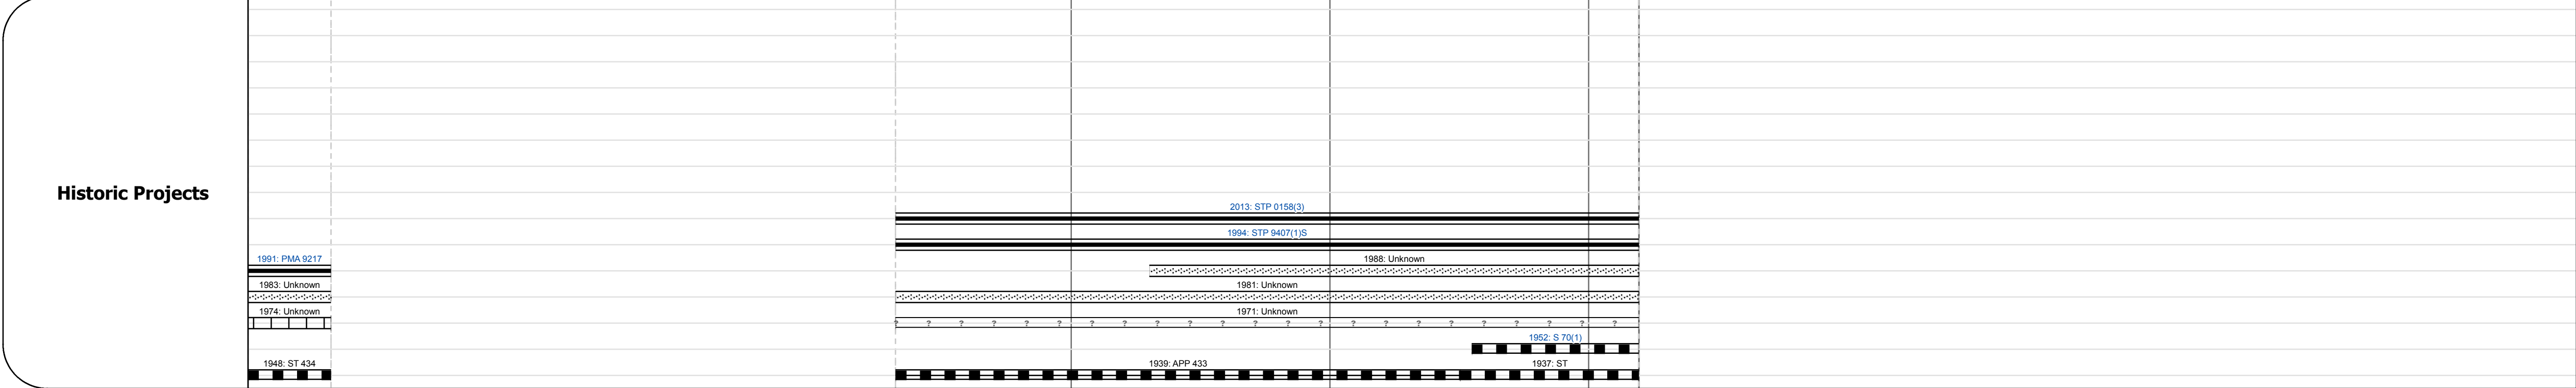 Historic Projects
2013: STP 0158(3)
1994: STP 9407(1)S
1991: PMA 9217
1988: Unknown
1983: Unknown
1981: Unknown
1974: Unknown
1971: Unknown
? ? ? ? ? ? ? ? ? ? ? ? ? ? ? ? ? ? ? ? ? ? ?
1952: S 70(1)
1948: ST 434
1939: APP 433
1937: ST